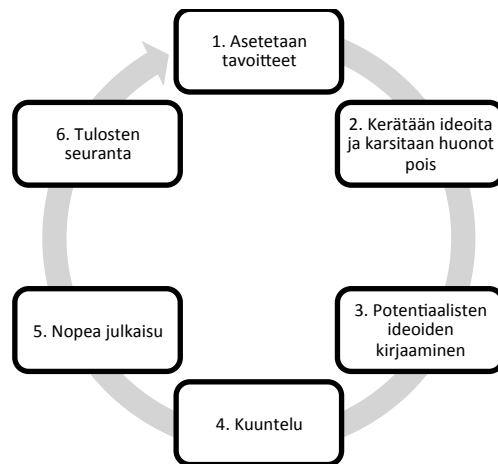 1. Asetetaan
tavoitteet
2. Kerätään ideoita
ja karsitaan huonot
pois
3. Potentiaalisten
ideoiden
kirjaaminen
4. Kuuntelu
5. Nopea julkaisu
6. Tulosten
seuranta